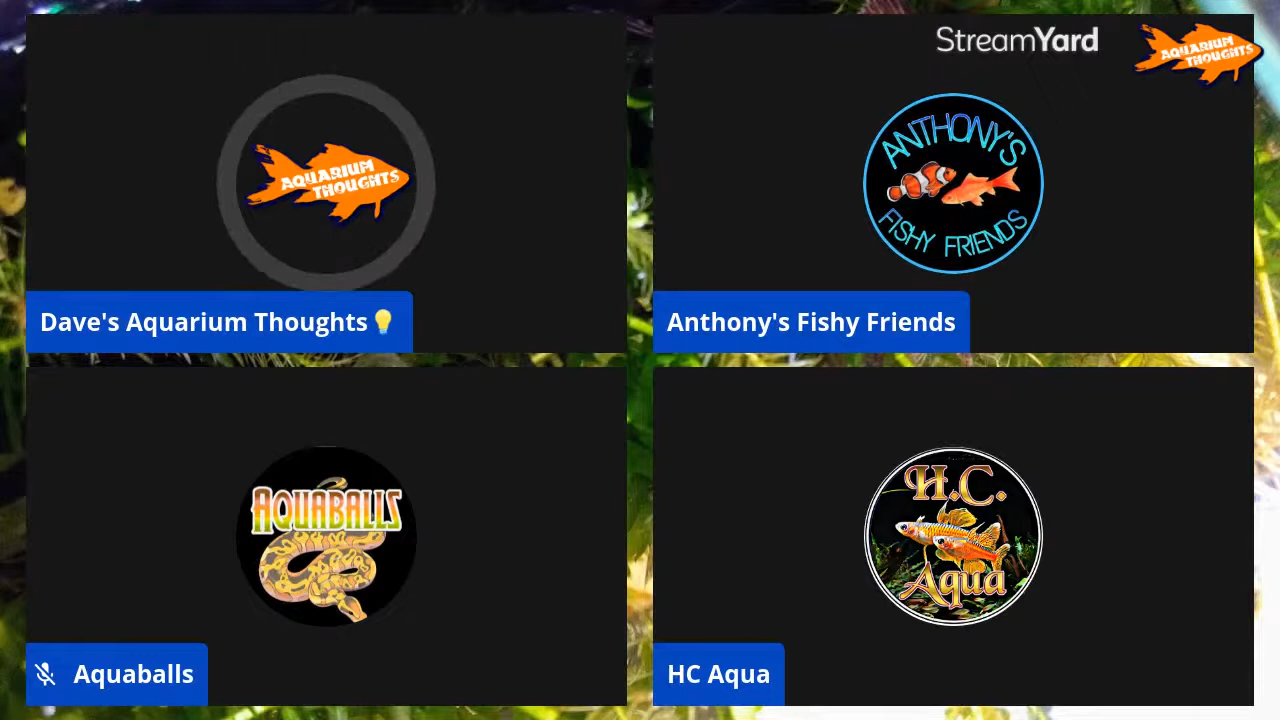 StreamYard
AQUARIUM
THOUGHTS
AQUARIUM
THOUGHTS
ANTHONY'S
FISHY FRIENDS
Dave's Aquarium Thoughts
Anthony's Fishy Friends
AQUABALLS
H.C.
Aqua
Aquaballs
HC Aqua